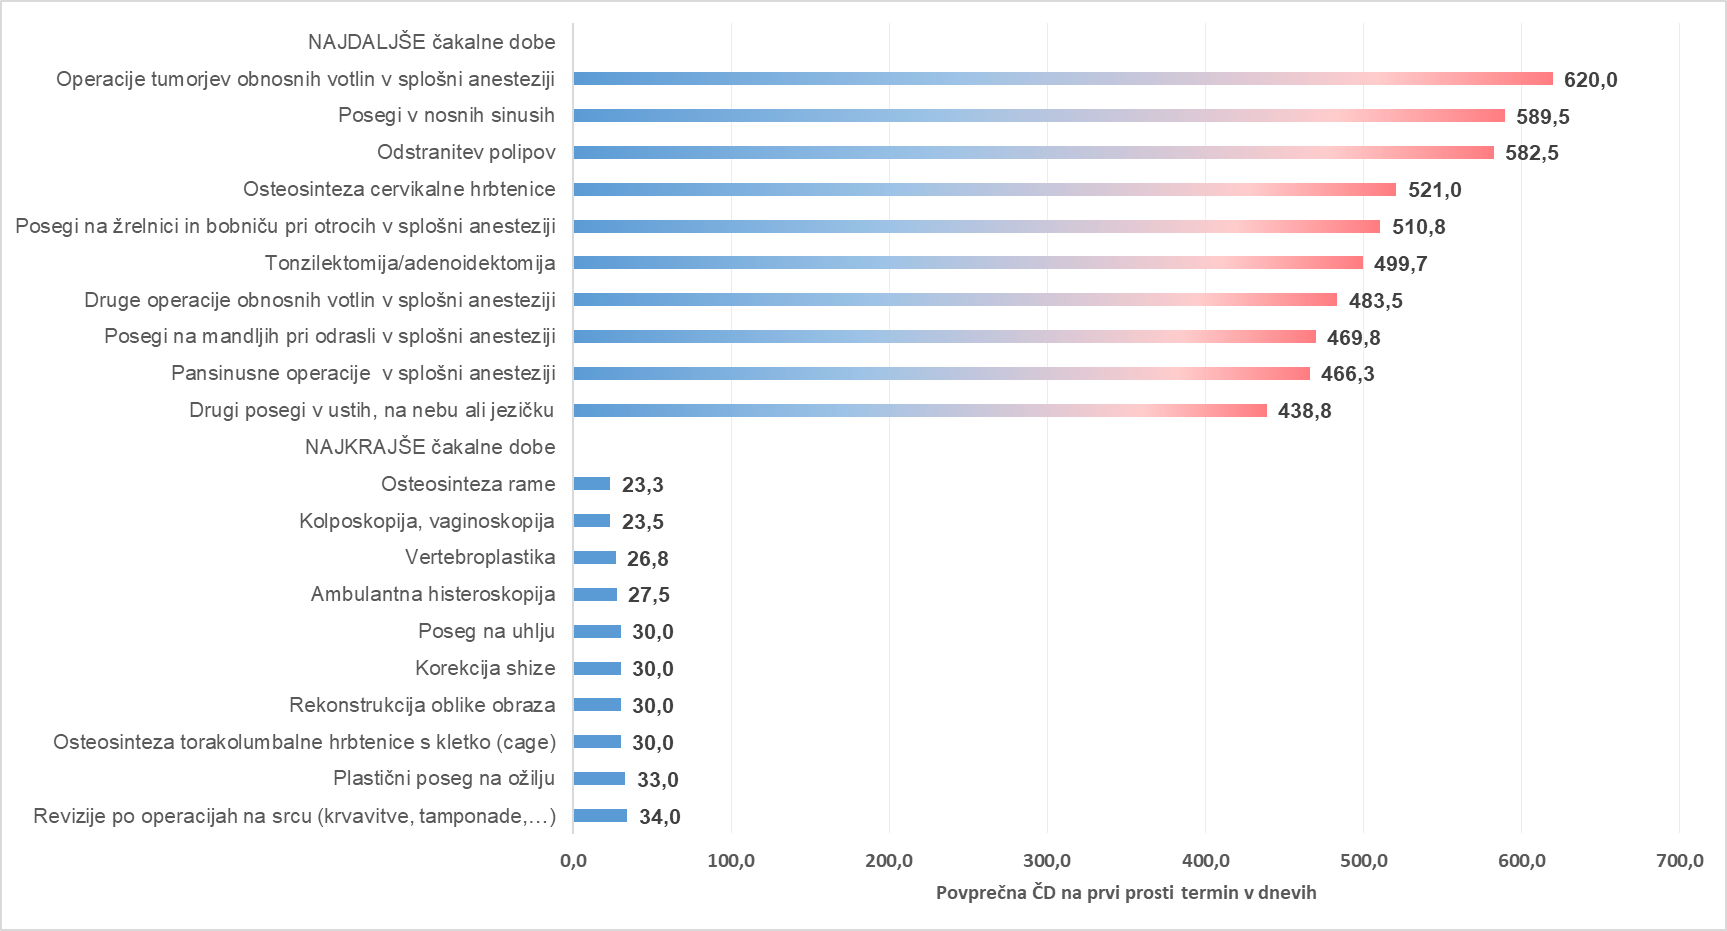 NAJDALJŠE čakalne dobe
Operacije tumorjev obnosnih votlin v splošni anesteziji 620,0
Posegi v nosnih sinusih 589,5
Odstranitev polipov 582,5
Osteosinteza cervikalne hrbtenice 521,0
Posegi na žrelnici in bobniču pri otrocih v splošni anesteziji 510,8
Tonzilektomija/adenoidektomija 499,7
Druge operacije obnosnih votlin v splošni anesteziji 483,5
Posegi na mandljih pri odrasli v splošni anesteziji 469,8
Pansinusne operacije  v splošni anesteziji 466,3
Drugi posegi v ustih, na nebu ali jezičku 438,8
NAJKRAJŠE čakalne dobe
Osteosinteza rame 23,3
Kolposkopija, vaginoskopija 23,5
Vertebroplastika 26,8
Ambulantna histeroskopija 27,5
Poseg na uhlju 30,0
Korekcija shize 30,0
Rekonstrukcija oblike obraza 30,0
Osteosinteza torakolumbalne hrbtenice s kletko (cage) 30,0
Plastični poseg na ožilju 33,0
Revizije po operacijah na srcu (krvavitve, tamponade,…) 34,0
0,0 100,0 200,0 300,0 400,0 500,0 600,0 700,0
Povprečna ČD na prvi prosti termin v dnevih